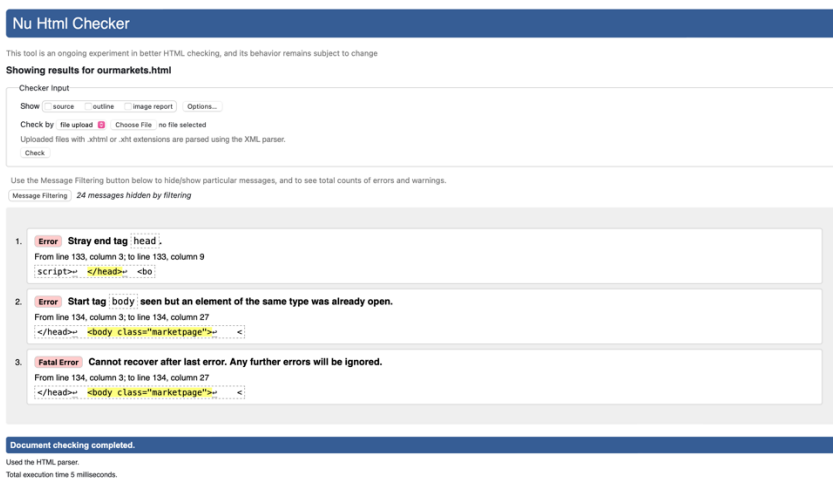 Nu Html Checker
This tool is an ongoing experiment in better HTML checking, and its behavior remains subject to change
Showing results for ourmarkets.html
Checker Input
Show source outline image report Options...
Check by file upload Choose File no file selected
Uploaded files with .xhtml or .xht extensions are parsed using the XML parser.
Check
Use the Message Filtering button below to hide/show particular messages, and to see total counts of errors and warnings.
Message Filtering 24 messages hidden by filtering
1. Error Stray end tag head.
From line 133, column 3; to line 133, column 9
script>↩ </head>↩ <bo
2. Error Start tag body seen but an element of the same type was already open.
From line 134, column 3; to line 134, column 27
</head>↩ <body class="marketpage">↩ <
3. Fatal Error Cannot recover after last error. Any further errors will be ignored.
From line 134, column 3; to line 134, column 27
</head>↩ <body class="marketpage">↩ <
Document checking completed.
Used the HTML parser.
Total execution time 5 milliseconds.